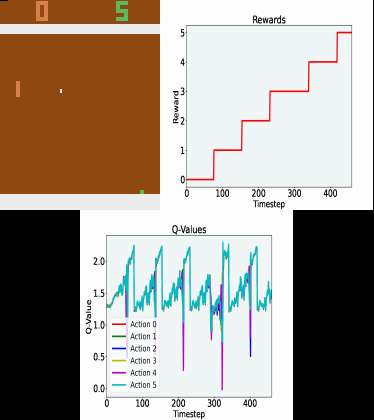 0 5
Rewards
5
4
3
2
1
0
Reward
0 100 200 300 400
Timestep
Q-Values
2.0
1.5
1.0
0.5
0.0
Q-Value
Action 0
Action 1
Action 2
Action 3
Action 4
Action 5
0 100 200 300 400
Timestep